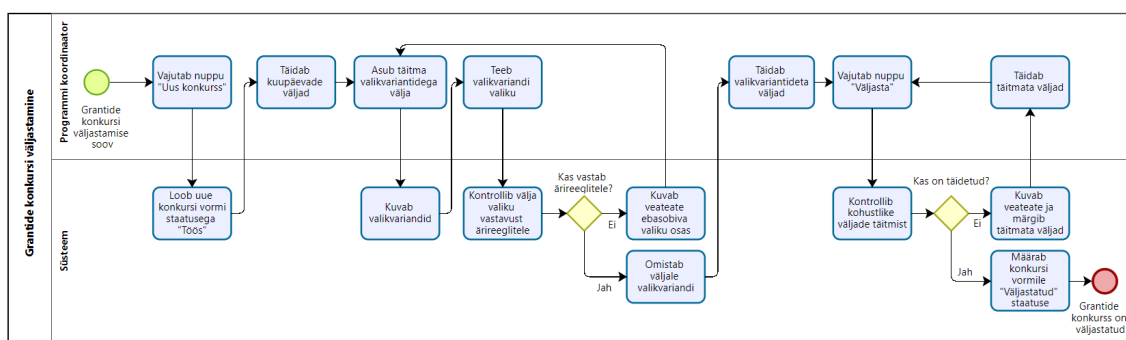 Grantide konkursi väljastamine
Programmi koordinaator
Grantide
konkursi
väljastamise
soov
Vajutab nuppu
"Uus konkurss"
Täidab
kuupäevade
väljad
Asub täitma
valikvariantidega
välja
Teeb
valikvariandi
valiku
Täidab
valikvariantideta
väljad
Vajutab nuppu
"Väljasta"
Täidab
täitmata väljad
Süsteem
Loob uue
konkursi vormi
staatusega
"Töös"
Kuvab
valikvariandid
Kontrollib välja
valiku
vastavust
ärireeglitele
Kas vastab
ärireeglitele?
Ei
Kuvab
veateate
ebasobiva
valiku osas
Jah
Omistab
väljale
valikvariandi
Kontrollib
kohustlike
väljade täitmist
Kas on täidetud?
Ei
Kuvab
veateate ja
märgib
täitmata väljad
Jah
Määrab
konkursi
vormile
"Väljastatud"
staatuse
Grantide
konkurss on
väljastatud